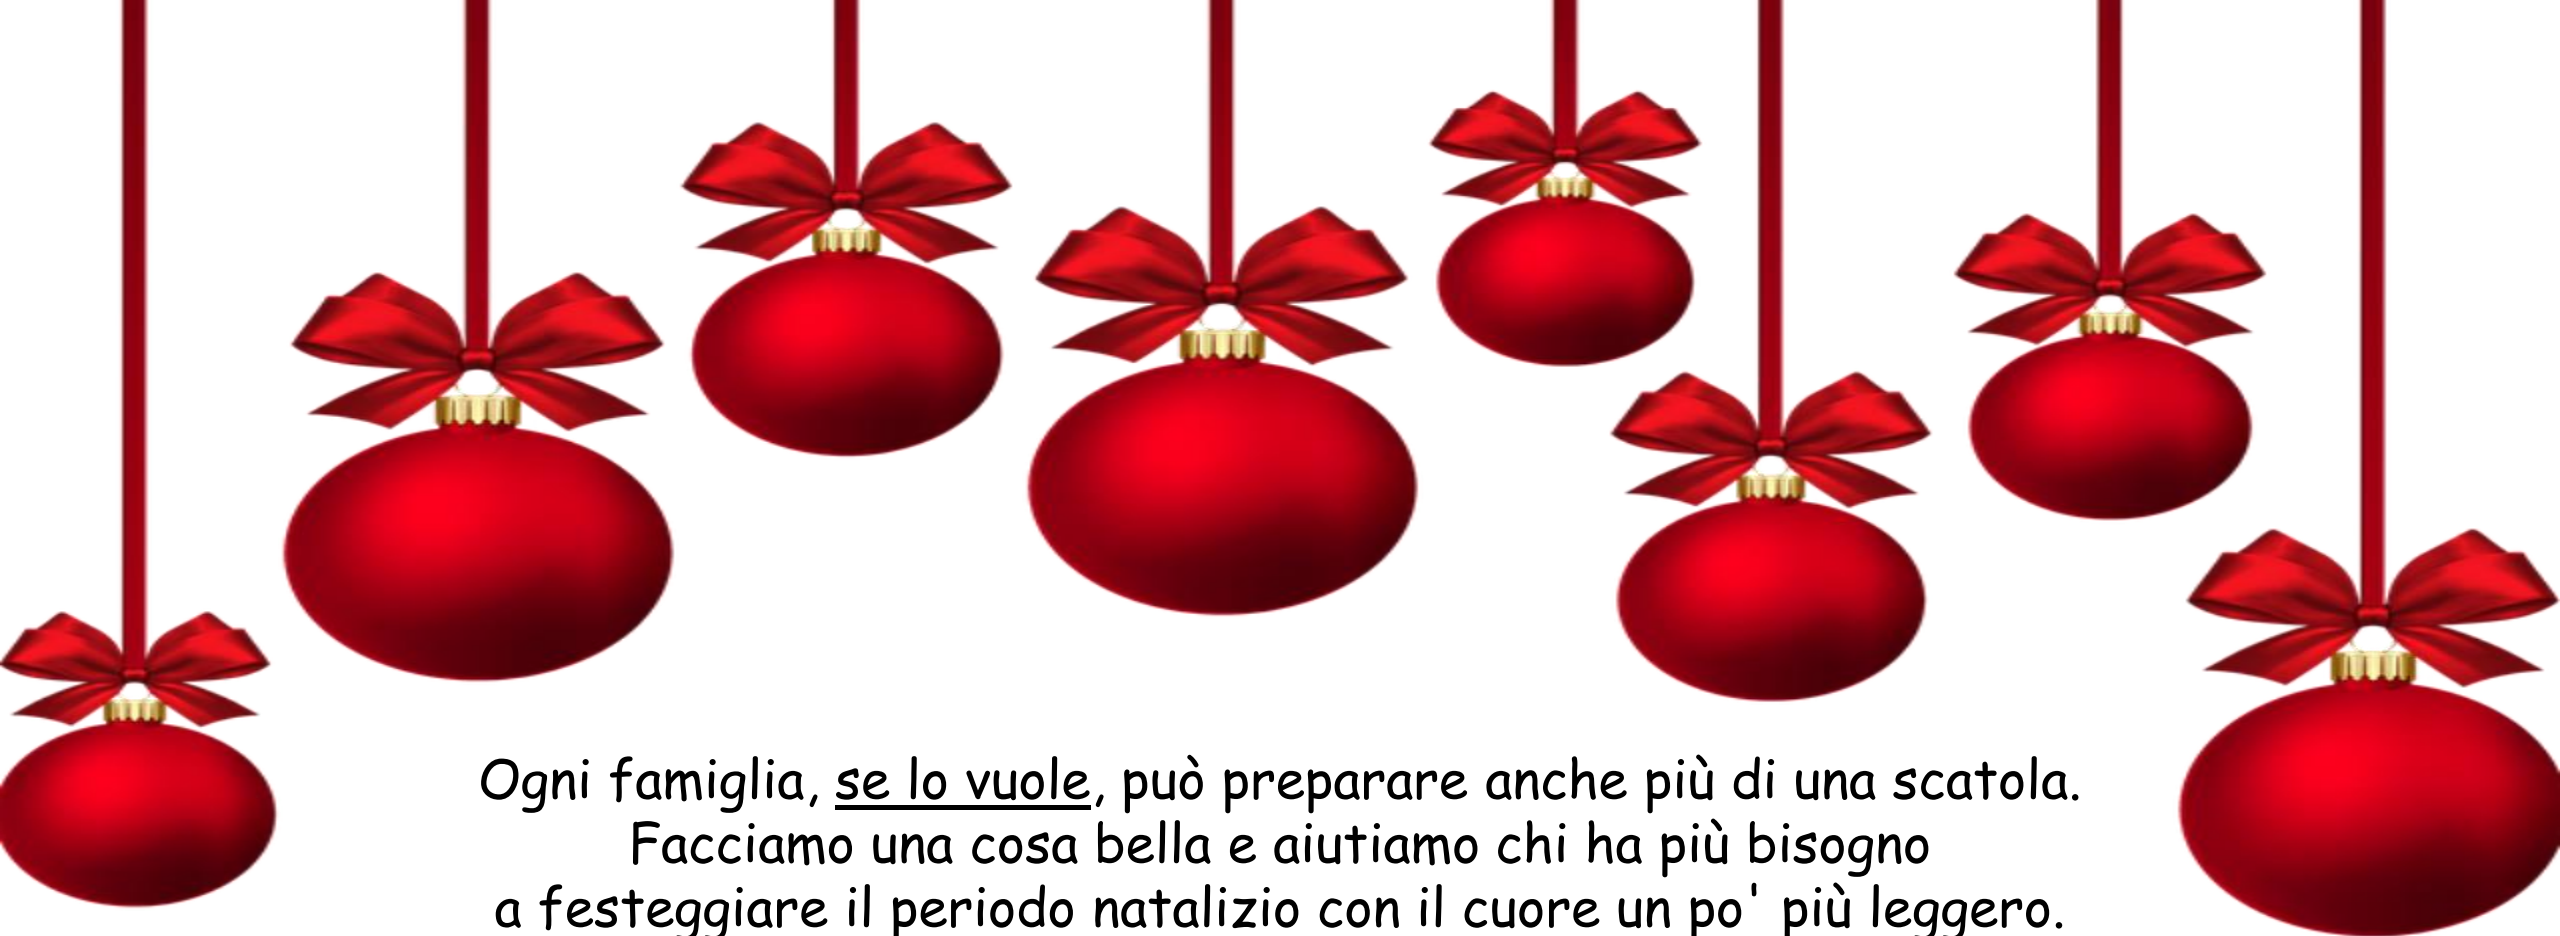 Ogni famiglia, se lo vuole, può preparare anche più di una scatola.
Facciamo una cosa bella e aiutiamo chi ha più bisogno
a festeggiare il periodo natalizio con il cuore un po' più leggero.